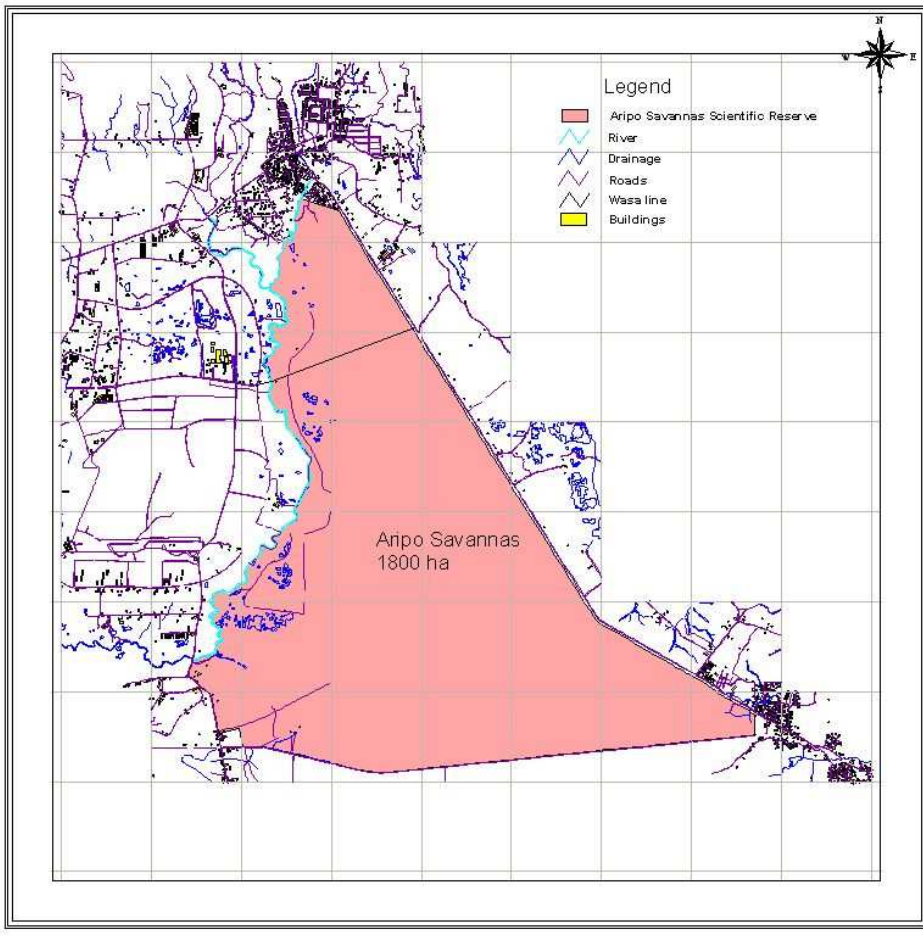 N
W E
S
Legend
Aripo Savannas Scientific Reserve
River
Drainage
Roads
Wasa line
Buildings
Aripo Savannas
1800 ha